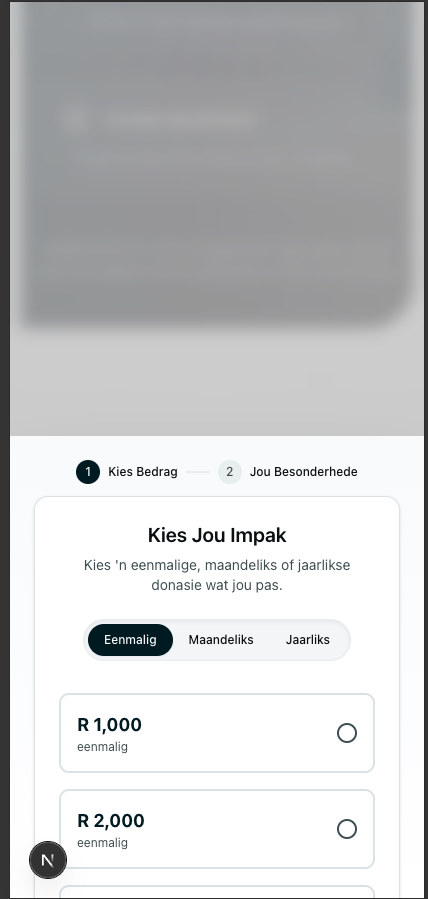 1 Kies Bedrag 2 Jou Besonderhede
Kies Jou Impak
Kies 'n eenmalige, maandeliks of jaarlikse
donasie wat jou pas.
Eenmalig Maandeliks Jaarliks
R 1,000
eenmalig
R 2,000
eenmalig
N